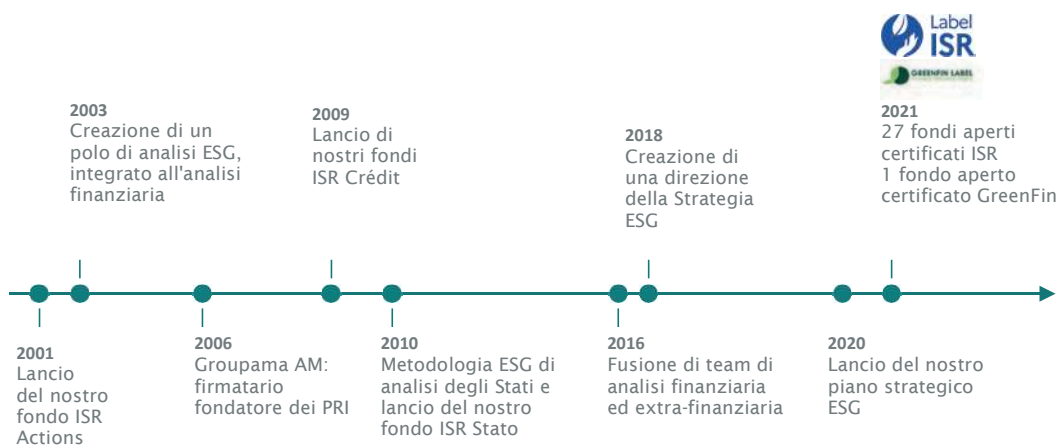 Label
ISR
GREENFIN LABEL
2003
Creazione di un
polo di analisi ESG,
integrato all'analisi
finanziaria
2009
Lancio di
nostri fondi
ISR Crédit
2018
Creazione di
una direzione
della Strategia
ESG
2021
27 fondi aperti
certificati ISR
1 fondo aperto
certificato GreenFin
2001
Lancio
del nostro
fondo ISR
Actions
2006
Groupama AM:
firmatario
fondatore dei PRI
2010
Metodologia ESG di
analisi degli Stati e
lancio del nostro
fondo ISR Stato
2016
Fusione di team di
analisi finanziaria
ed extra-finanziaria
2020
Lancio del nostro
piano strategico
ESG